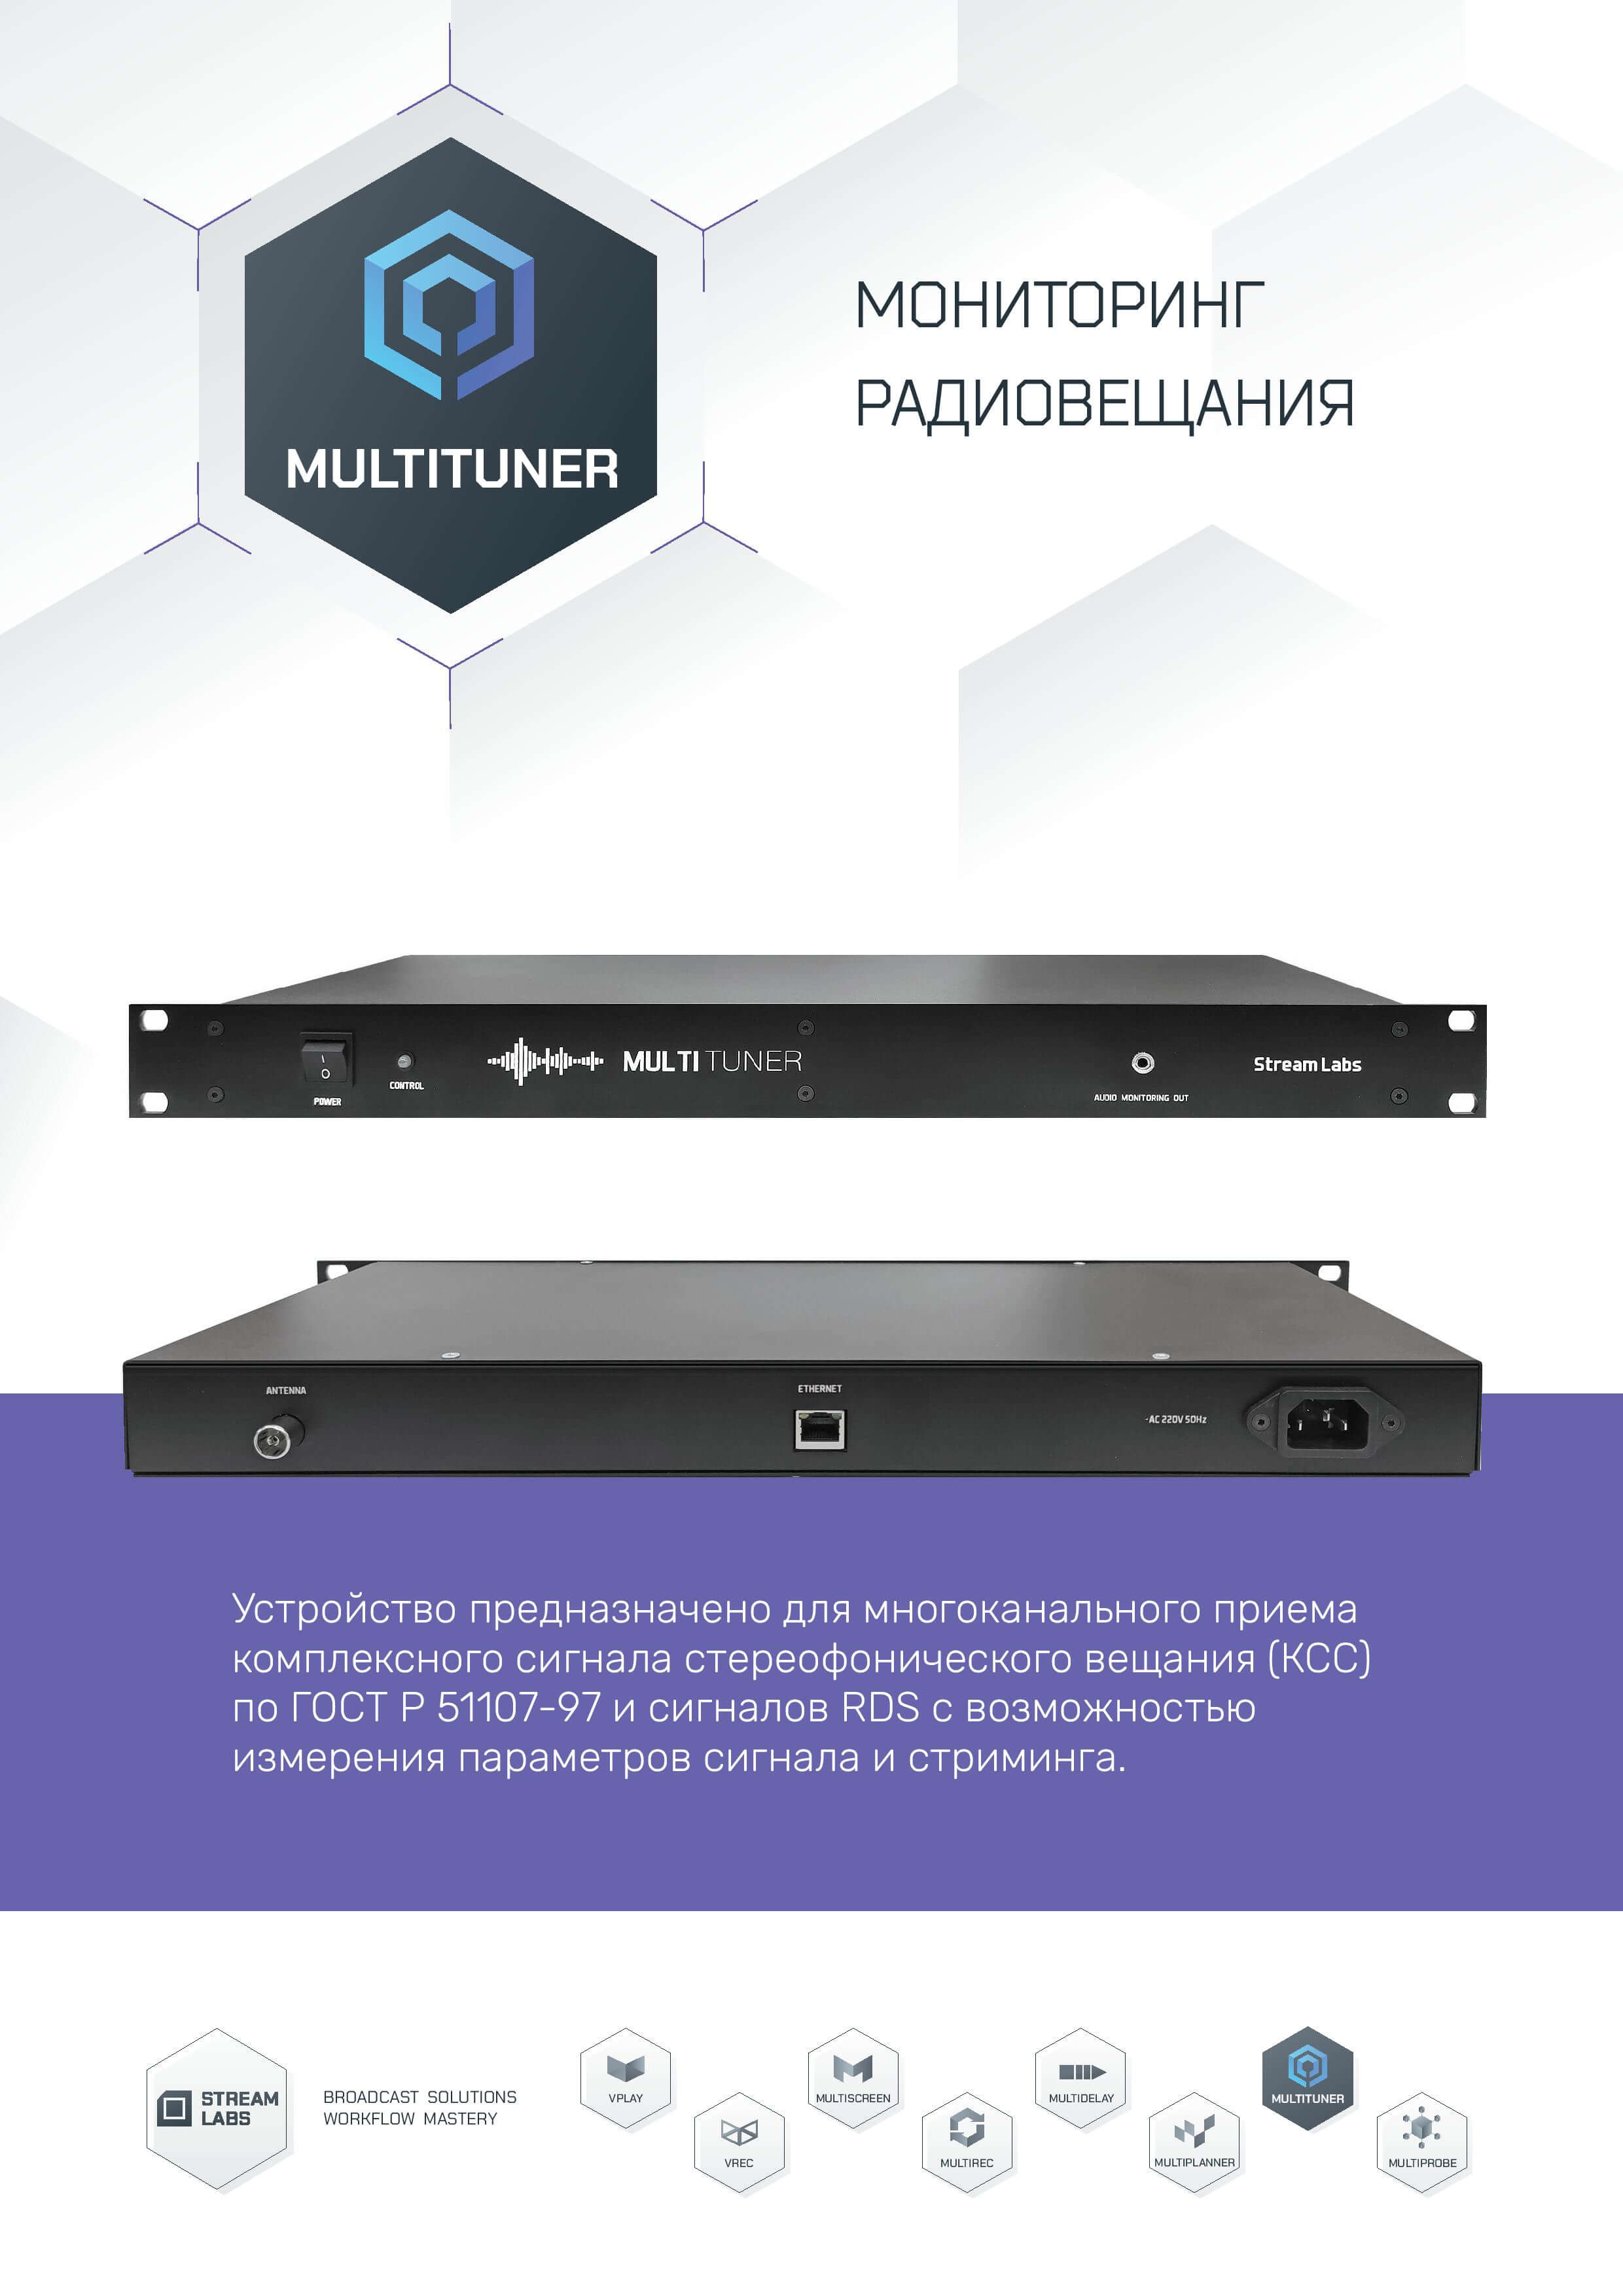 MULTITUNER
МОНИТОРИНГ
РАДИОВЕЩАНИЯ
I
O
POWER
CONTROL
MULTI TUNER
AUDIO MONITORING OUT
Stream Labs
ANTENNA
ETHERNET
~AC 220V 50Hz
Устройство предназначено для многоканального приема
комплексного сигнала стереофонического вещания (КСС)
по ГОСТ Р 51107-97 и сигналов RDS с возможностью
измерения параметров сигнала и стриминга.
STREAM
LABS
BROADCAST SOLUTIONS
WORKFLOW MASTERY
VPLAY
VREC
MULTISCREEN
MULTIREC
MULTIDELAY
MULTIPLANNER
MULTITUNER
MULTIPROBE